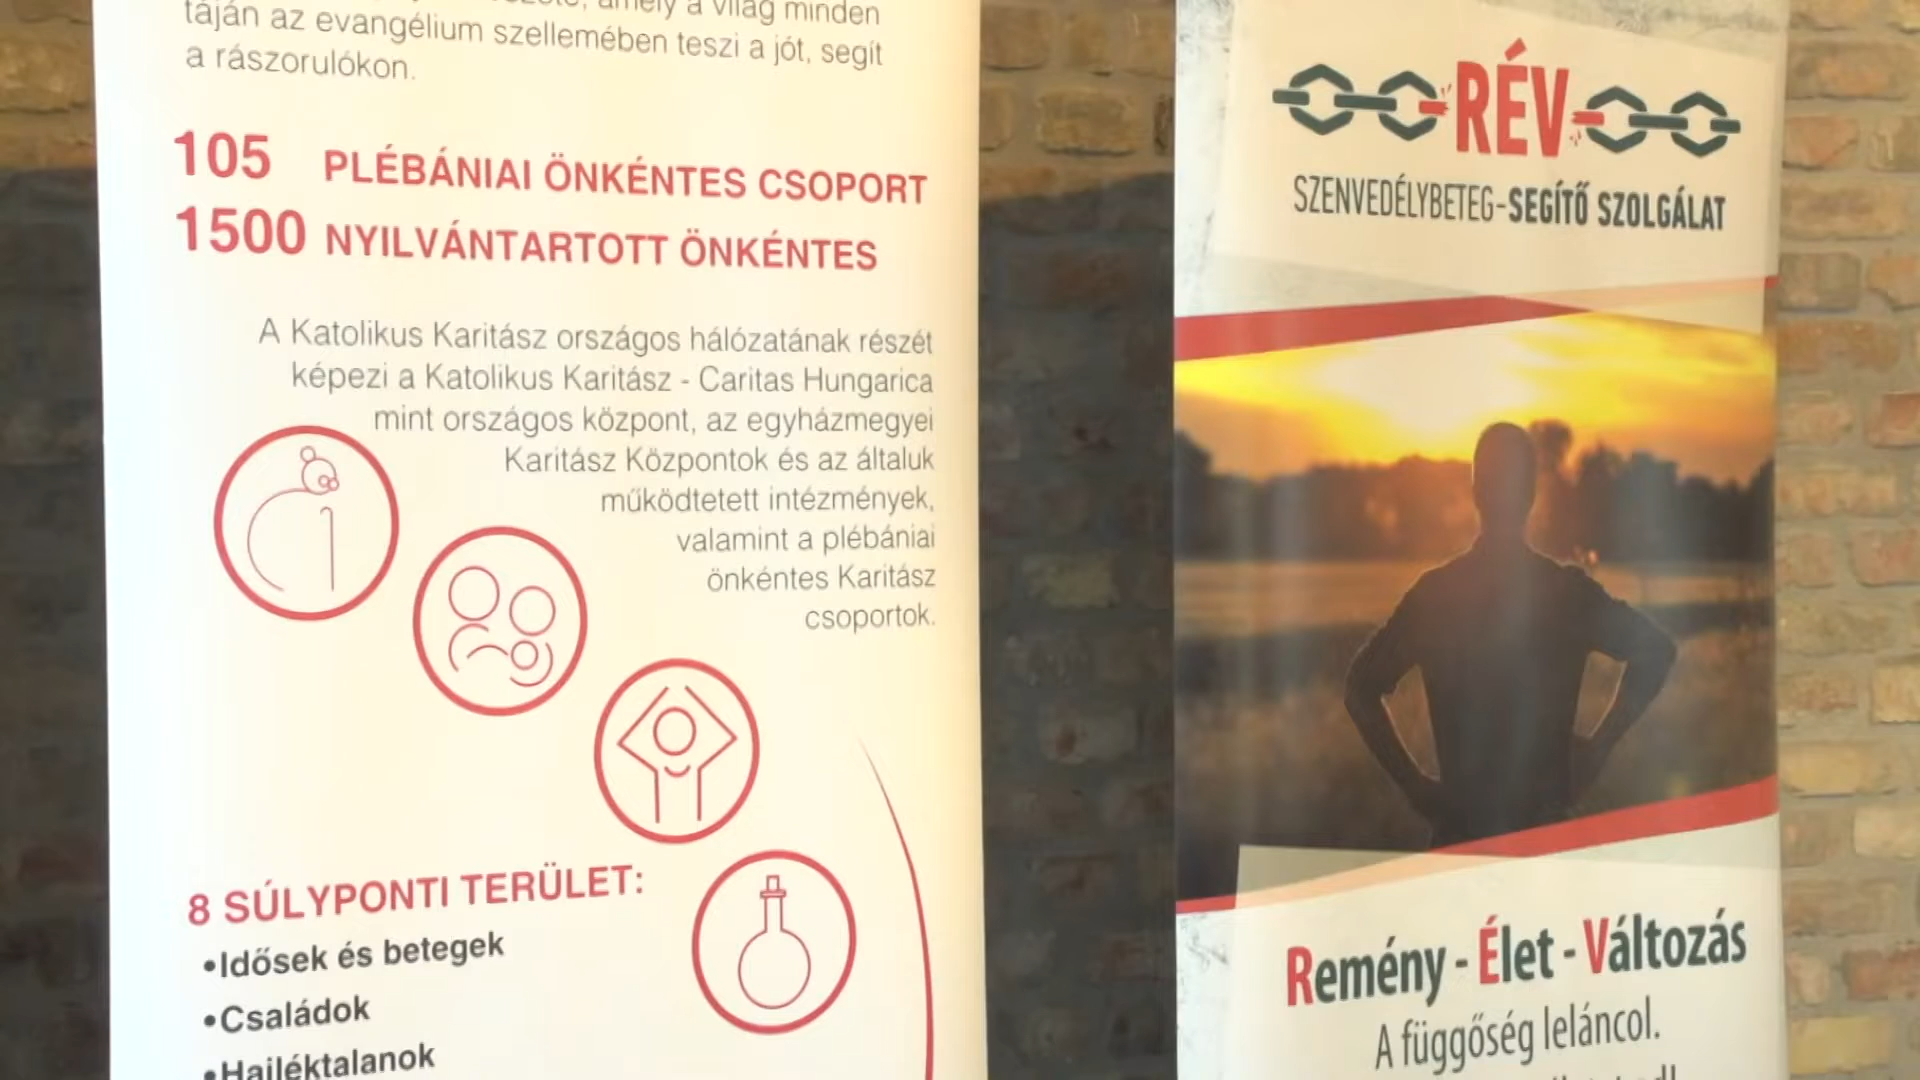 amely a világ minden
táján az evangélium szellemében teszi a jót, segít
a rászorulókon.
105 PLÉBÁNIAI ÖNKÉNTES CSOPORT
1500 NYILVÁNTARTOTT ÖNKÉNTES
A Katolikus Karitász országos hálózatának részét
képezi a Katolikus Karitász - Caritas Hungarica
mint országos központ, az egyházmegyei
Karitász Központok és az általuk
működtetett intézmények,
valamint a plébániai
önkéntes Karitász
csoportok.
8 SÚLYPONTI TERÜLET:
•Idősek és betegek
•Családok
•Hajléktalanok
RÉV
SZENVEDÉLYBETEG-SEGÍTŐ SZOLGÁLAT
Remény - Élet - Változás
A függőség leláncol.